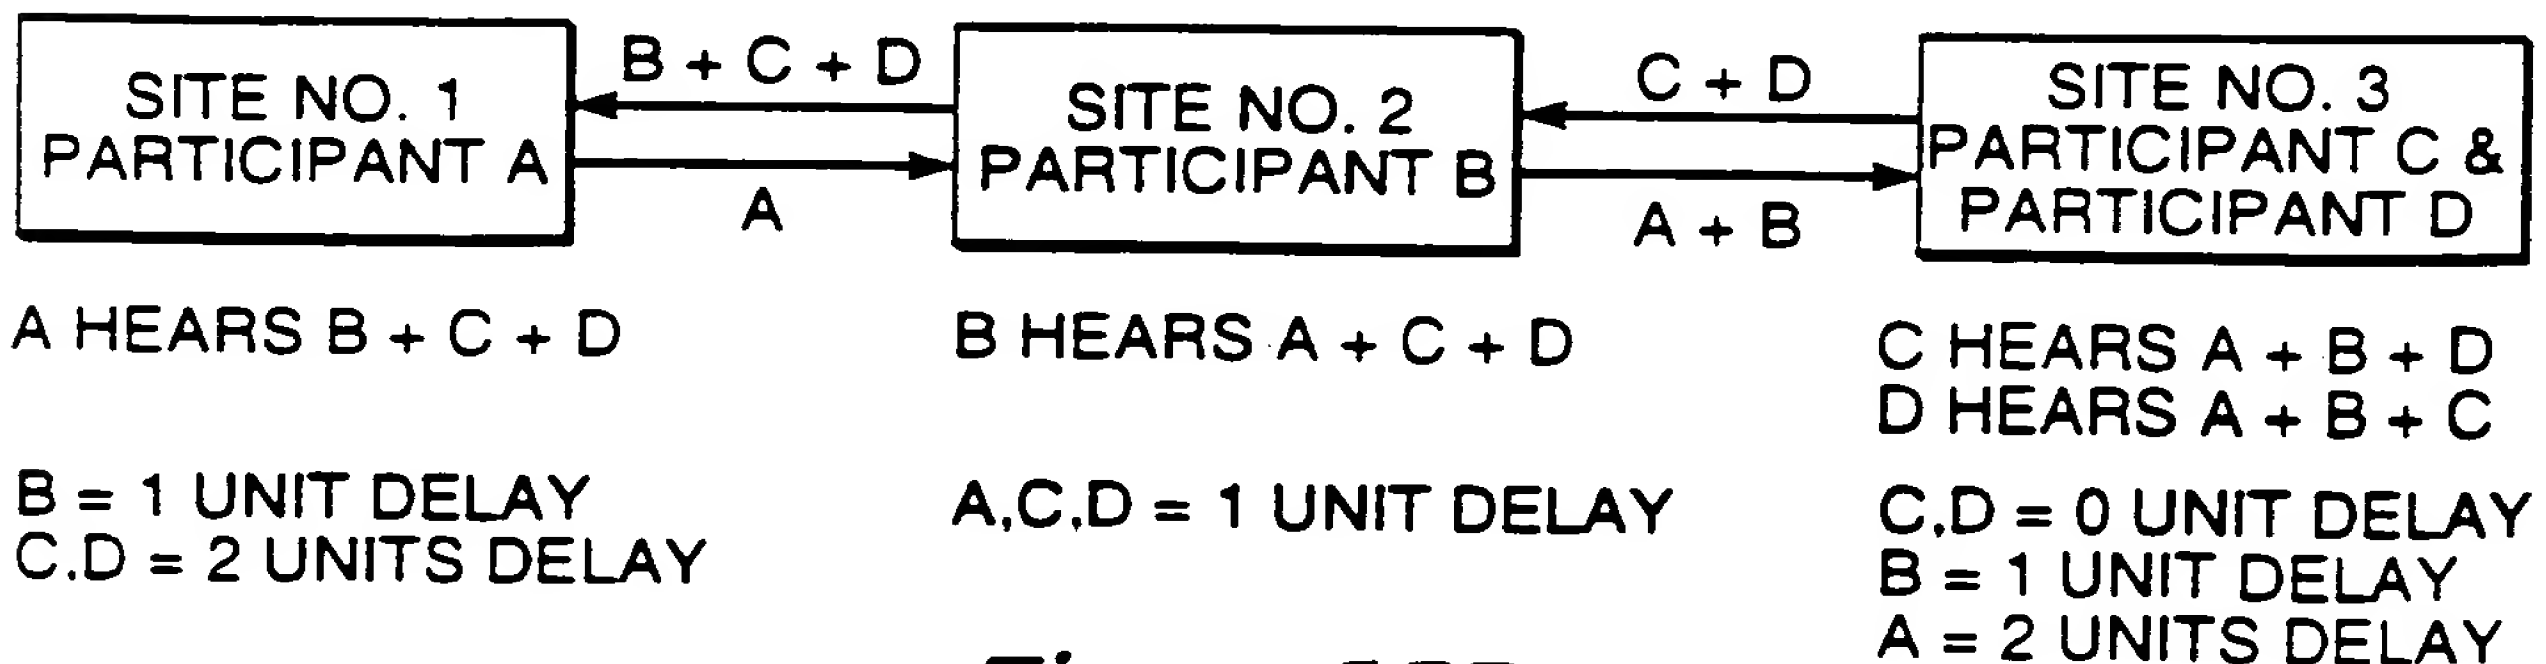 SITE NO. 1
PARTICIPANT A
B + C + D
A
SITE NO. 2
PARTICIPANT B
C + D
A + B
SITE NO. 3
PARTICIPANT C &
PARTICIPANT D
A HEARS B + C + D
B = 1 UNIT DELAY
C,D = 2 UNITS DELAY
B HEARS A + C + D
A,C,D = 1 UNIT DELAY
C HEARS A + B + D
D HEARS A + B + C
C,D = 0 UNIT DELAY
B = 1 UNIT DELAY
A = 2 UNITS DELAY